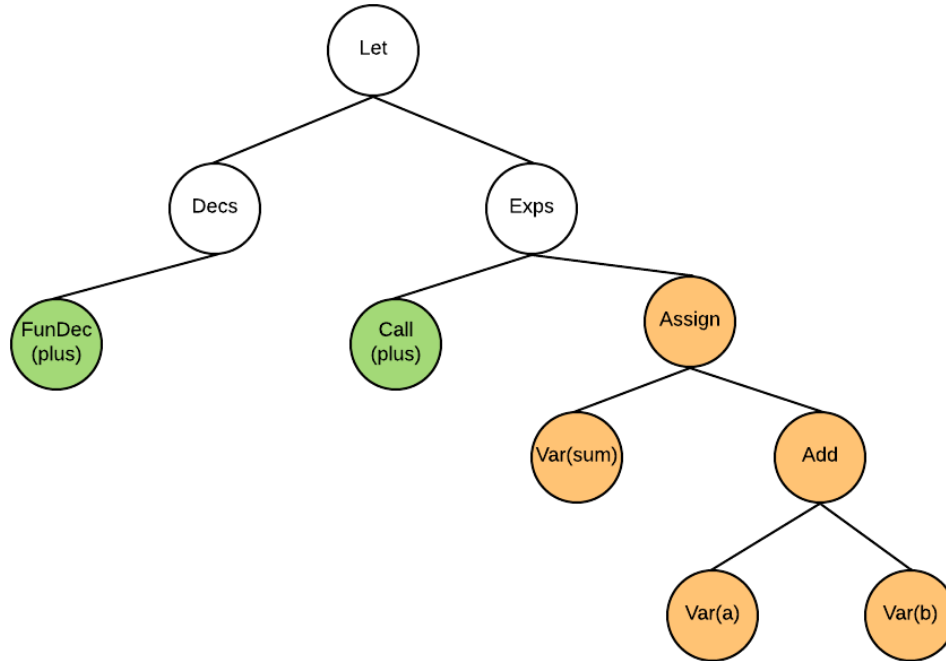 Let
Decs
Exps
FunDec
(plus)
Call
(plus)
Assign
Var(sum)
Add
Var(a)
Var(b)